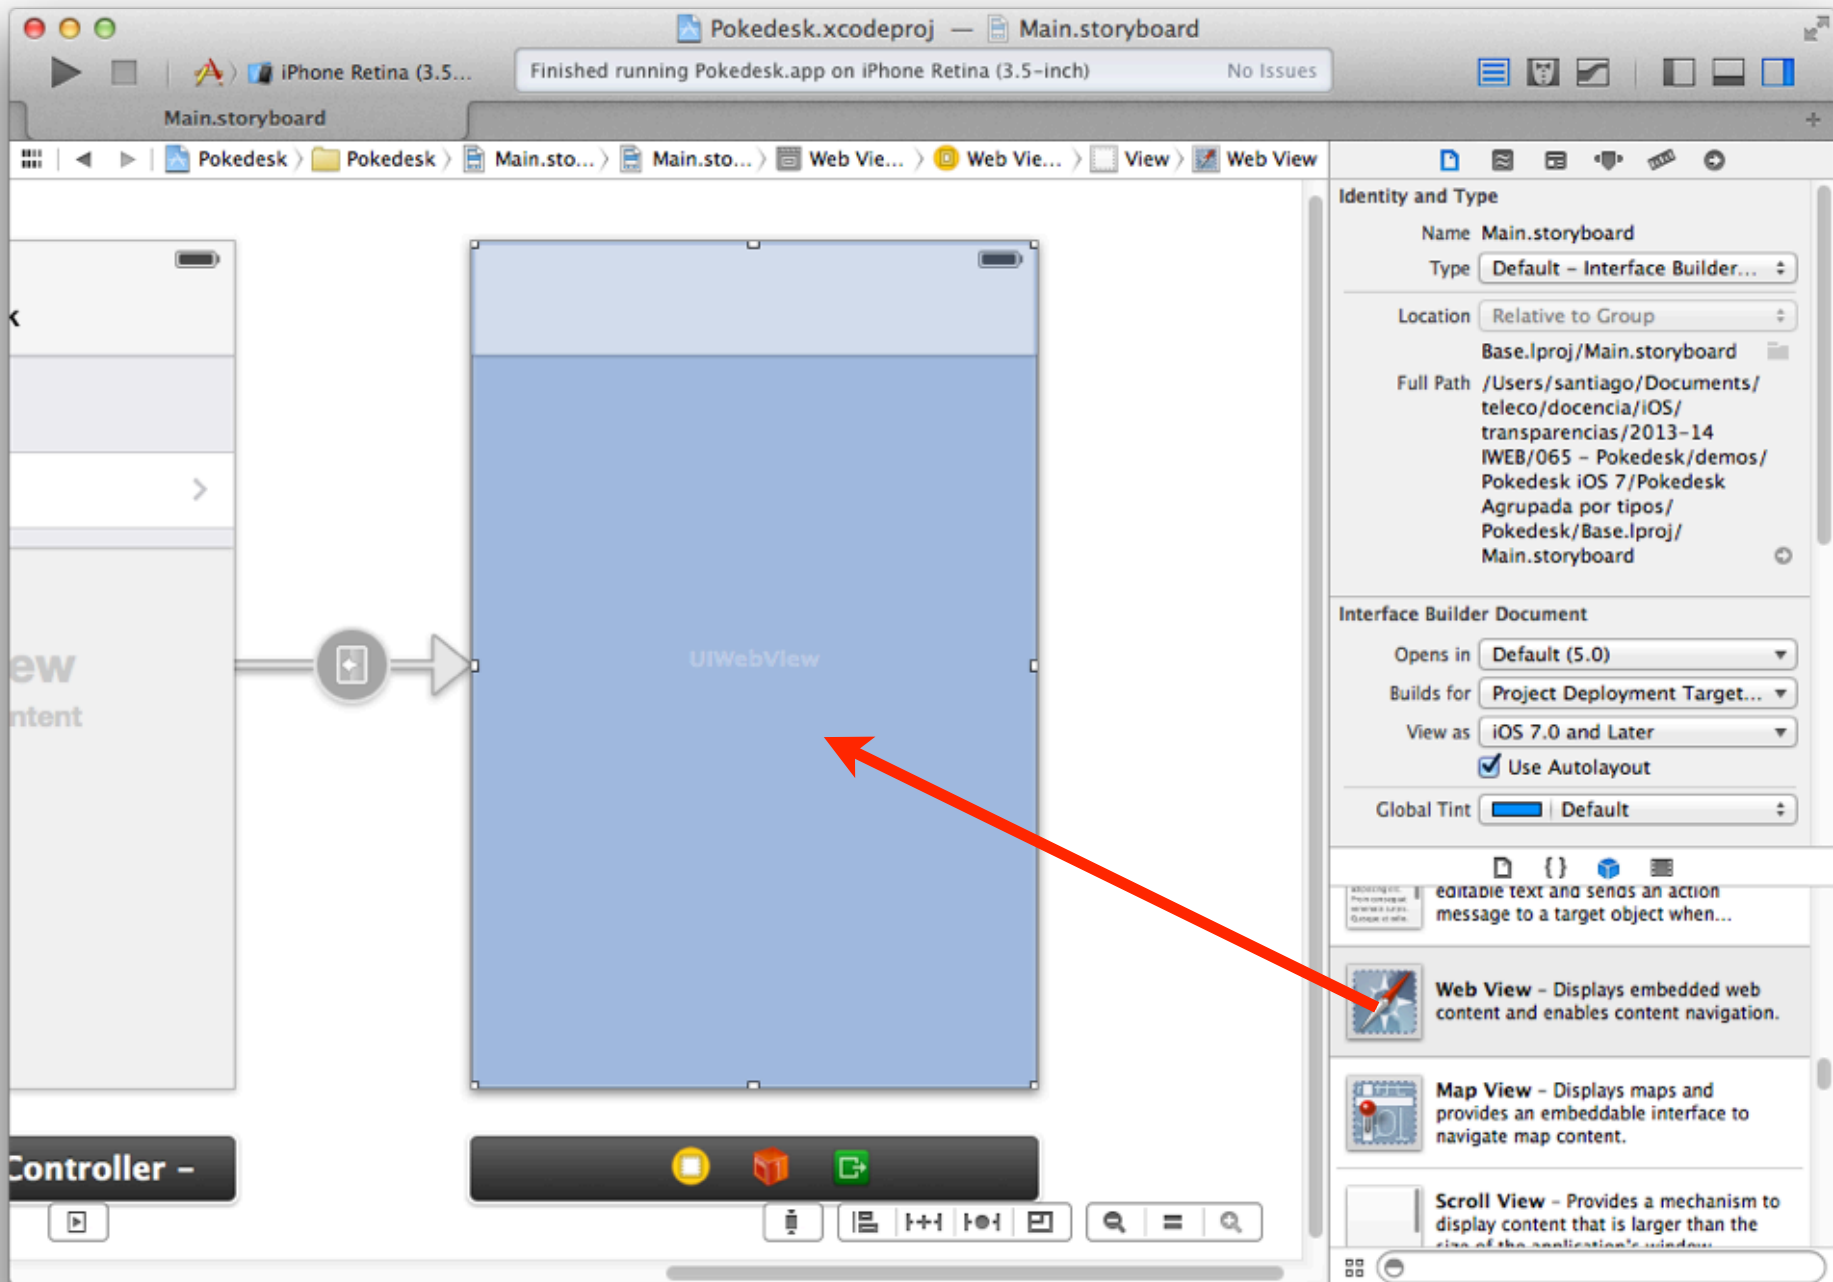 Pokedesk.xcodeproj — Main.storyboard
iPhone Retina (3.5...
Finished running Pokedesk.app on iPhone Retina (3.5-inch)
No Issues
Main.storyboard
Pokedesk
Pokedesk
Main.sto...
Main.sto...
Web Vie...
Web Vie...
View
Web View
k
ew
ntent
Controller –
UIWebView
Identity and Type
Name Main.storyboard
Type Default – Interface Builder...
Location Relative to Group
Base.lproj/Main.storyboard
Full Path /Users/santiago/Documents/
teleco/docencia/iOS/
transparencias/2013-14
IWEB/065 – Pokedesk/demos/
Pokedesk iOS 7/Pokedesk
Agrupada por tipos/
Pokedesk/Base.lproj/
Main.storyboard
Interface Builder Document
Opens in Default (5.0)
Builds for Project Deployment Target...
View as iOS 7.0 and Later
Use Autolayout
Global Tint Default
{}
editable text and sends an action
message to a target object when...
Web View – Displays embedded web
content and enables content navigation.
Map View – Displays maps and
provides an embeddable interface to
navigate map content.
Scroll View – Provides a mechanism to
display content that is larger than the
size of the application's window